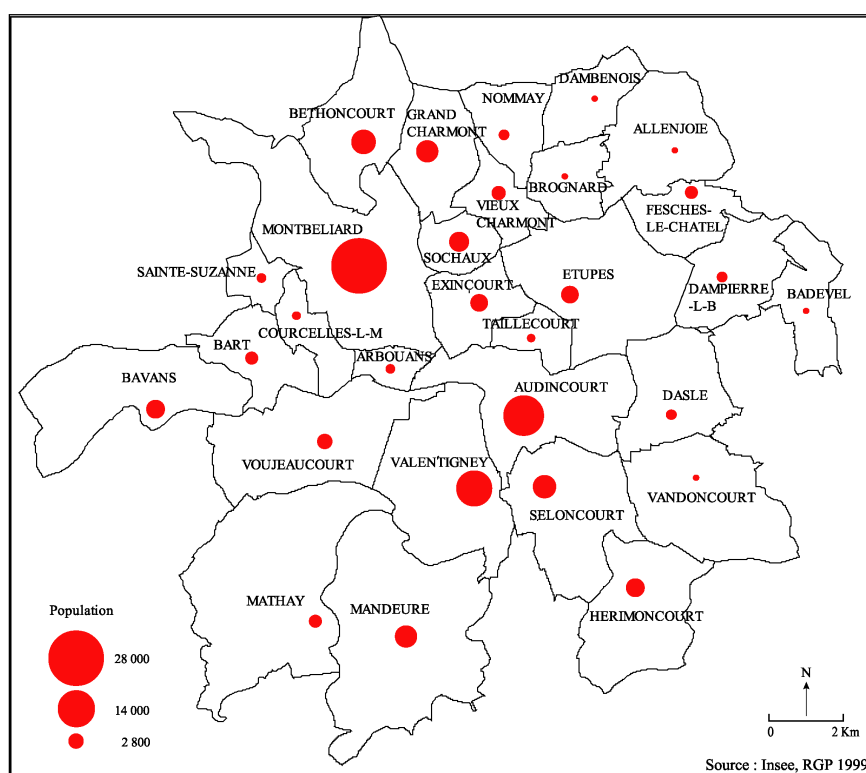 DAMBENOIS
NOMMAY
BETHONCOURT
GRAND
CHARMONT
ALLENJOIE
BROGNARD
VIEUX
CHARMONT
FESCHES-
LE-CHATEL
MONTBELIARD
SOCHAUX
SAINTE-SUZANNE
ETUPES
EXINCOURT
DAMPIERRE
-L-B
BADEVEL
COURCELLES-L-M
TAILLECOURT
BART
ARBOUANS
BAVANS
AUDINCOURT
DASLE
VOUJEAUCOURT
VALENTIGNEY
SELONCOURT
VANDONCOURT
MATHAY
MANDEURE
HERIMONCOURT
Population
28 000
14 000
2 800
N
0 2 Km
Source : Insee, RGP 1999